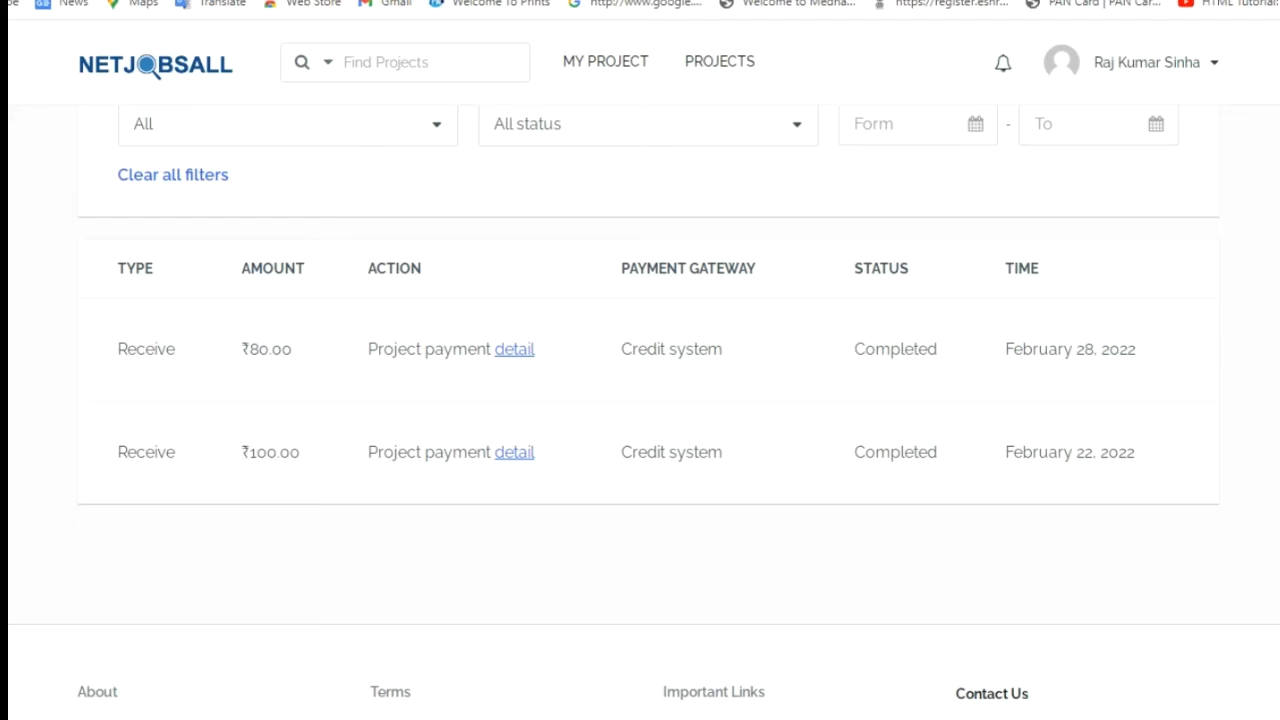 News Maps Translate Web Store Gmail Welcome To Prints http://www.google.... Welcome to Medha... https://register.eshr... PAN Card | PAN Car... HTML Tutorial:
NETJOBSALL Find Projects MY PROJECT PROJECTS Raj Kumar Sinha
All All status Form - To
Clear all filters
TYPE AMOUNT ACTION PAYMENT GATEWAY STATUS TIME
Receive ₹80.00 Project payment detail Credit system Completed February 28, 2022
Receive ₹100.00 Project payment detail Credit system Completed February 22, 2022
About Terms Important Links Contact Us